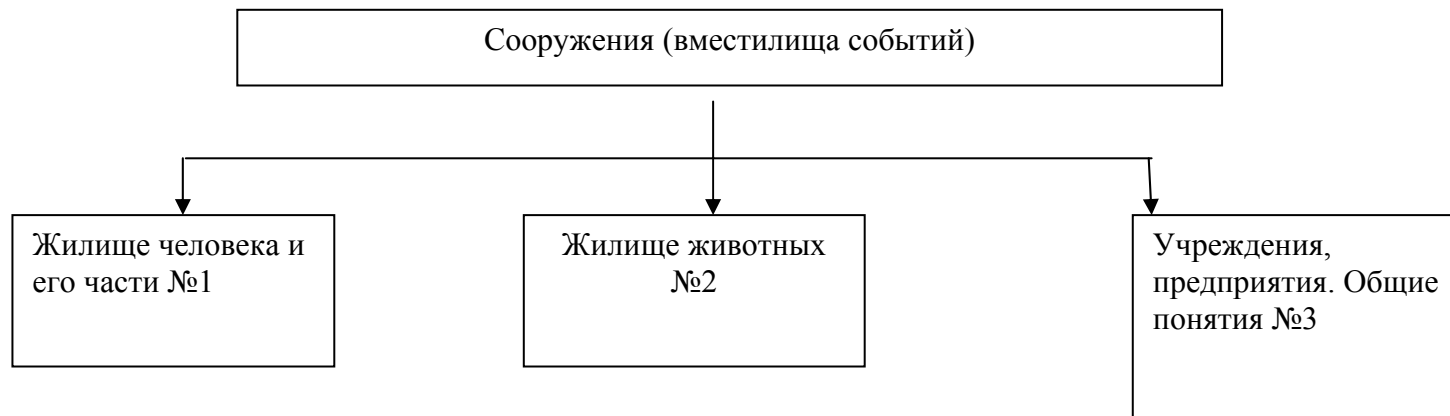 Сооружения (вместилища событий)
Жилище человека и
его части №1
Жилище животных
№2
Учреждения,
предприятия. Общие
понятия №3